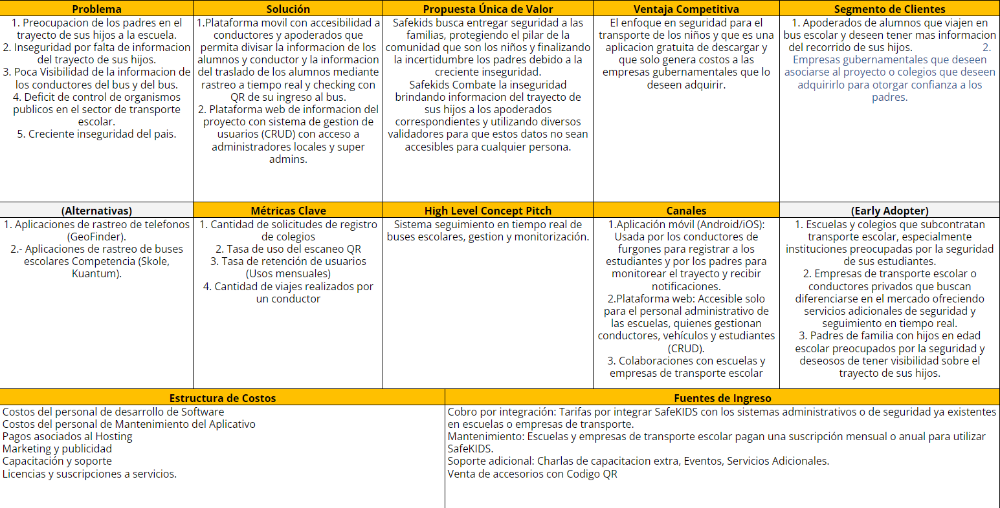 Problema
1. Preocupacion de los padres en el
trayecto de sus hijos a la escuela.
2. Inseguridad por falta de informacion
del trayecto de sus hijos.
3. Poca Visibilidad de la informacion de
los conductores del bus y del bus.
4. Deficit de control de organismos
publicos en el sector de transporte
escolar.
5. Creciente inseguridad del pais.
Solución
1.Plataforma movil con accesibilidad a
conductores y apoderados que
permita divisar la informacion de los
alumnos y conductor y la informacion
del traslado de los alumnos mediante
rastreo a tiempo real y checking con
QR de su ingreso al bus.
2. Plataforma web de informacion del
proyecto con sistema de gestion de
usuarios (CRUD) con acceso a
administradores locales y super
admins.
Propuesta Única de Valor
Safekids busca entregar seguridad a las
familias, protegiendo el pilar de la
comunidad que son los niños y finalizando
la incertidumbre los padres debido a la
creciente inseguridad.
Safekids Combate la inseguridad
brindando informacion del trayecto de
sus hijos a los apoderados
correspondientes y utilizando diversos
validadores para que estos datos no sean
accesibles para cualquier persona.
Ventaja Competitiva
El enfoque en seguridad para el
transporte de los niños y que es una
aplicacion gratuita de descargar y
que solo genera costos a las
empresas gubernamentales que lo
deseen adquirir.
Segmento de Clientes
1. Apoderados de alumnos que viajen en
bus escolar y deseen tener mas informacion
del recorrido de sus hijos. 2.
Empresas gubernamentales que deseen
asociarse al proyecto o colegios que deseen
adquirirlo para otorgar confianza a los
padres.
(Alternativas)
1. Aplicaciones de rastreo de telefonos
(GeoFinder).
2.- Aplicaciones de rastreo de buses
escolares Competencia (Skole,
Kuantum).
Métricas Clave
1. Cantidad de solicitudes de registro
de colegios
2. Tasa de uso del escaneo QR
3. Tasa de retención de usuarios
(Usos mensuales)
4. Cantidad de viajes realizados por
un conductor
High Level Concept Pitch
Sistema seguimiento en tiempo real de
buses escolares, gestion y monitorización.
Canales
1.Aplicación móvil (Android/iOS):
Usada por los conductores de
furgones para registrar a los
estudiantes y por los padres para
monitorear el trayecto y recibir
notificaciones.
2.Plataforma web: Accesible solo
para el personal administrativo de
las escuelas, quienes gestionan
conductores, vehículos y estudiantes
(CRUD).
3. Colaboraciones con escuelas y
empresas de transporte escolar
(Early Adopter)
1. Escuelas y colegios que subcontratan
transporte escolar, especialmente
instituciones preocupadas por la seguridad
de sus estudiantes.
2. Empresas de transporte escolar o
conductores privados que buscan
diferenciarse en el mercado ofreciendo
servicios adicionales de seguridad y
seguimiento en tiempo real.
3. Padres de familia con hijos en edad
escolar preocupados por la seguridad y
deseosos de tener visibilidad sobre el
trayecto de sus hijos.
Estructura de Costos
Costos del personal de desarrollo de Software
Costos del personal de Mantenimiento del Aplicativo
Pagos asociados al Hosting
Marketing y publicidad
Capacitación y soporte
Licencias y suscripciones a servicios.
Fuentes de Ingreso
Cobro por integración: Tarifas por integrar SafeKIDS con los sistemas administrativos o de seguridad ya existentes
en escuelas o empresas de transporte.
Mantenimiento: Escuelas y empresas de transporte escolar pagan una suscripción mensual o anual para utilizar
SafeKIDS.
Soporte adicional: Charlas de capacitacion extra, Eventos, Servicios Adicionales.
Venta de accesorios con Codigo QR